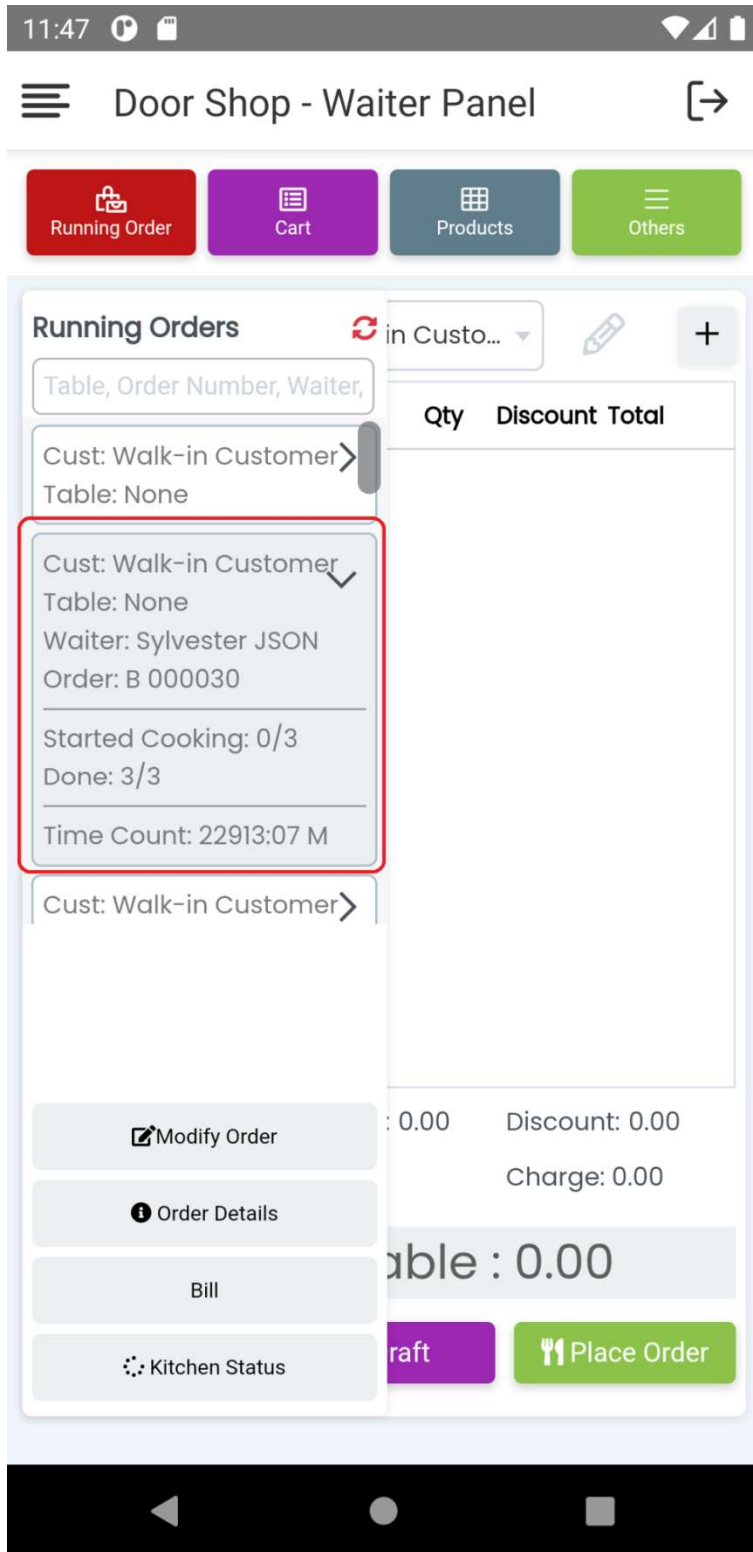 11:47
Door Shop - Waiter Panel
Running Order
Cart
Products
Others
Running Orders
in Custo...
Table, Order Number, Waiter,
Qty Discount Total
Cust: Walk-in Customer
Table: None
Cust: Walk-in Customer
Table: None
Waiter: Sylvester JSON
Order: B 000030
Started Cooking: 0/3
Done: 3/3
Time Count: 22913:07 M
Cust: Walk-in Customer
Modify Order
: 0.00 Discount: 0.00
Charge: 0.00
Order Details
able : 0.00
Bill
Kitchen Status
raft
Place Order